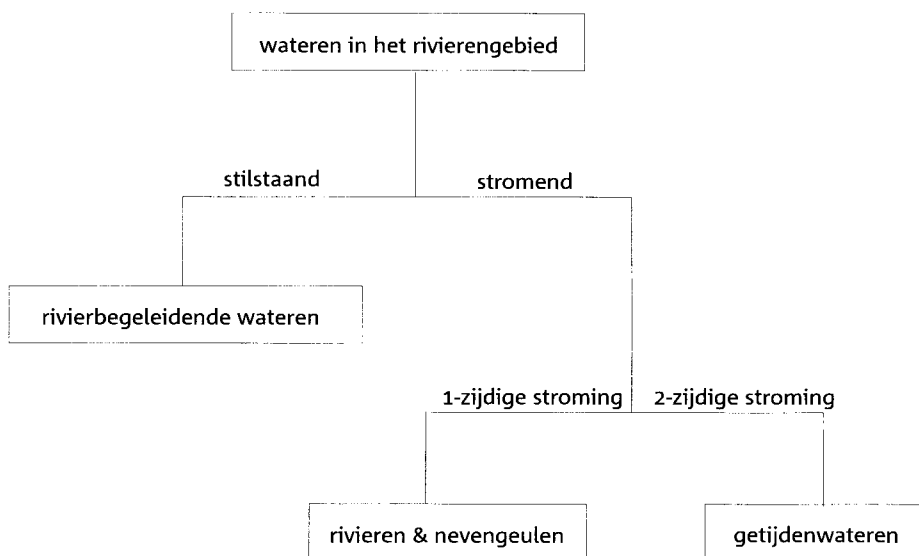 wateren in het rivierengebied
stilstaand
stromend
rivierbegeleidende wateren
1-zijdige stroming
2-zijdige stroming
rivieren & nevengeulen
getijdenwateren